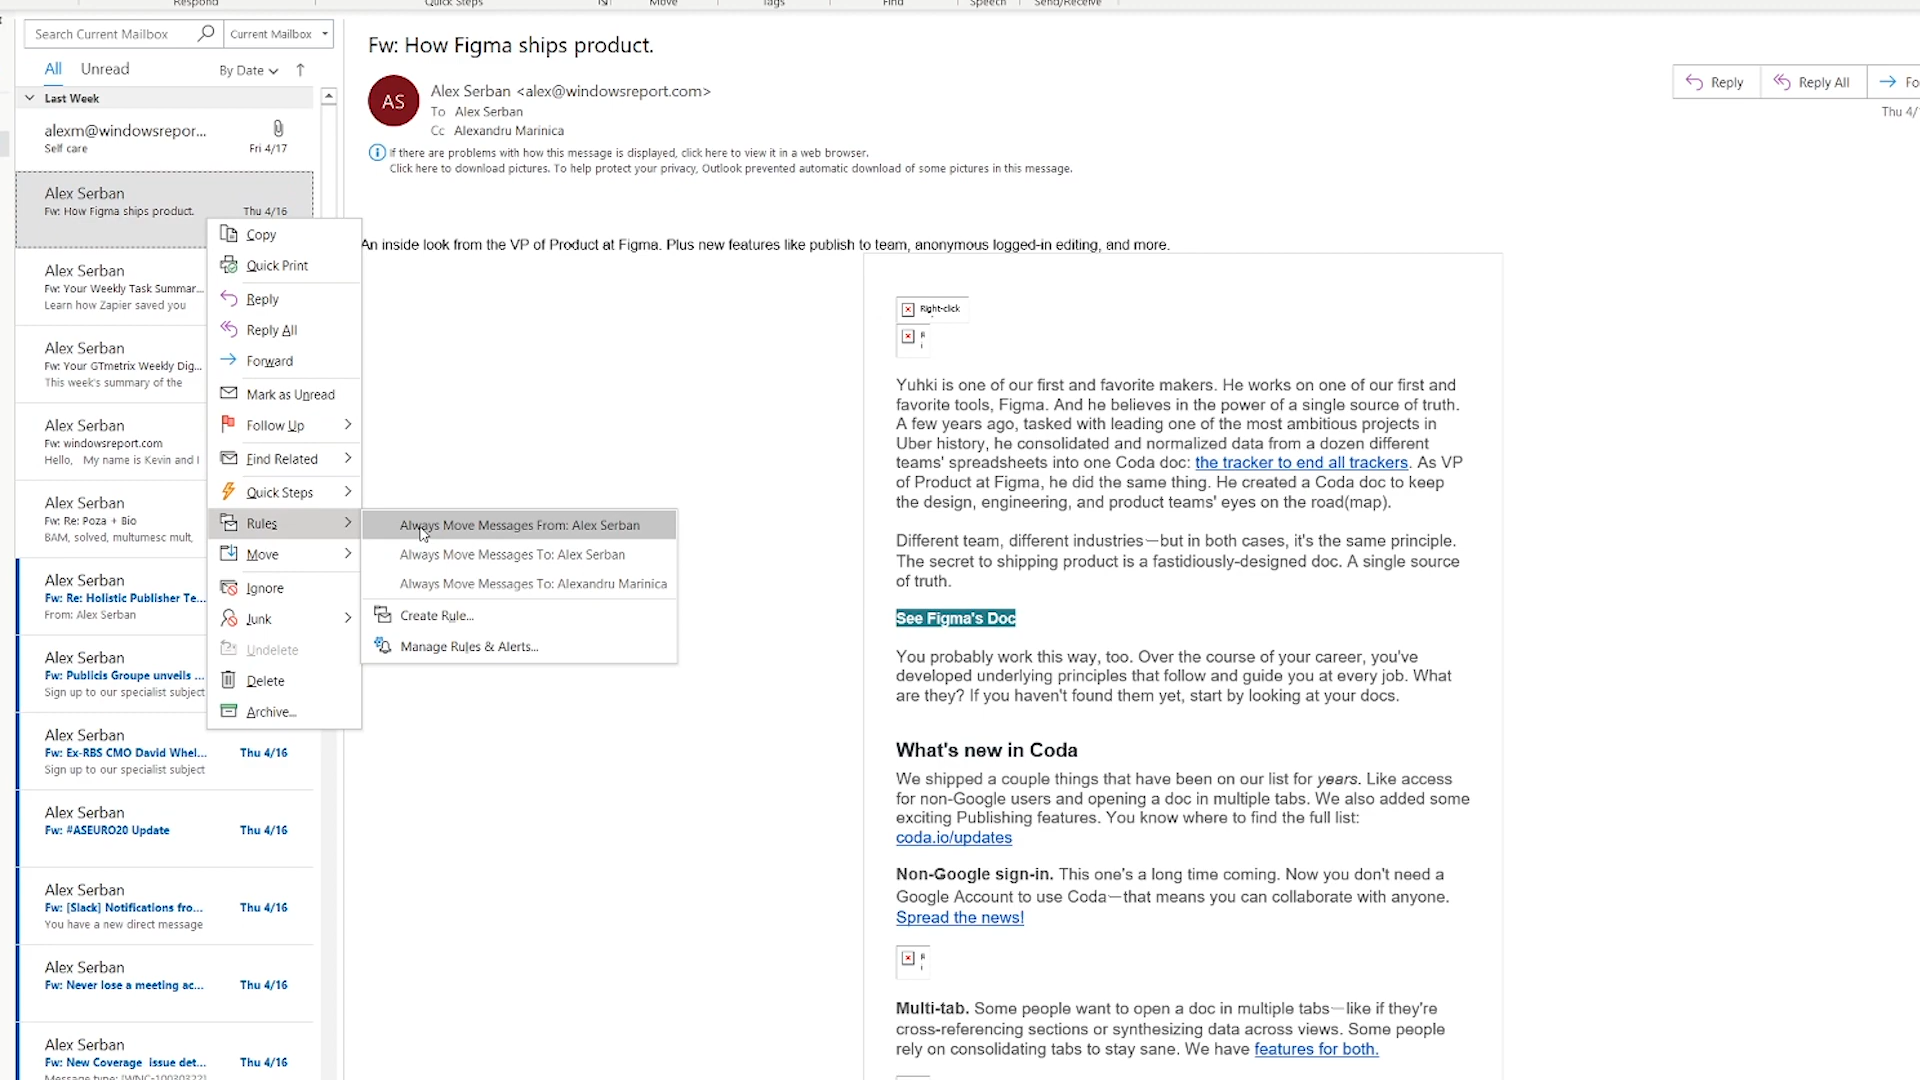 Respond
Quick Steps
Move
Tags
Find
Speech
Send/Receive
Search Current Mailbox
Current Mailbox
All Unread
By Date
Last Week
alexm@windowsrepor...
Self care
Fri 4/17
Alex Serban
Fw: How Figma ships product.
Thu 4/16
Alex Serban
Fw: Your Weekly Task Summar...
Learn how Zapier saved you
Alex Serban
Fw: Your GTmetrix Weekly Dig...
This week's summary of the
Alex Serban
Fw: windowsreport.com
Hello, My name is Kevin and I
Alex Serban
Fw: Re: Poza + Bio
BAM, solved, multumesc mult,
Alex Serban
Fw: Re: Holistic Publisher Te...
From: Alex Serban
Alex Serban
Fw: Publicis Groupe unveils ...
Sign up to our specialist subject
Alex Serban
Fw: Ex-RBS CMO David Whel...
Thu 4/16
Sign up to our specialist subject
Alex Serban
Fw: #ASEURO20 Update
Thu 4/16
Alex Serban
Fw: [Slack] Notifications fro...
Thu 4/16
You have a new direct message
Alex Serban
Fw: Never lose a meeting ac...
Thu 4/16
Alex Serban
Fw: New Coverage issue det...
Thu 4/16
Copy
Quick Print
Reply
Reply All
Forward
Mark as Unread
Follow Up
Find Related
Quick Steps
Rules
Move
Ignore
Junk
Undelete
Delete
Archive...
Always Move Messages From: Alex Serban
Always Move Messages To: Alex Serban
Always Move Messages To: Alexandru Marinica
Create Rule...
Manage Rules & Alerts...
Fw: How Figma ships product.
AS
Alex Serban <alex@windowsreport.com>
To Alex Serban
Cc Alexandru Marinica
Reply
Reply All
Fo
Thu 4/
If there are problems with how this message is displayed, click here to view it in a web browser.
Click here to download pictures. To help protect your privacy, Outlook prevented automatic download of some pictures in this message.
An inside look from the VP of Product at Figma. Plus new features like publish to team, anonymous logged-in editing, and more.
Right-click
Yuhki is one of our first and favorite makers. He works on one of our first and
favorite tools, Figma. And he believes in the power of a single source of truth.
A few years ago, tasked with leading one of the most ambitious projects in
Uber history, he consolidated and normalized data from a dozen different
teams' spreadsheets into one Coda doc: the tracker to end all trackers. As VP
of Product at Figma, he did the same thing. He created a Coda doc to keep
the design, engineering, and product teams' eyes on the road(map).
Different team, different industries—but in both cases, it's the same principle.
The secret to shipping product is a fastidiously-designed doc. A single source
of truth.
See Figma's Doc
You probably work this way, too. Over the course of your career, you've
developed underlying principles that follow and guide you at every job. What
are they? If you haven't found them yet, start by looking at your docs.
What's new in Coda
We shipped a couple things that have been on our list for years. Like access
for non-Google users and opening a doc in multiple tabs. We also added some
exciting Publishing features. You know where to find the full list:
coda.io/updates
Non-Google sign-in. This one's a long time coming. Now you don't need a
Google Account to use Coda—that means you can collaborate with anyone.
Spread the news!
Multi-tab. Some people want to open a doc in multiple tabs—like if they're
cross-referencing sections or synthesizing data across views. Some people
rely on consolidating tabs to stay sane. We have features for both.